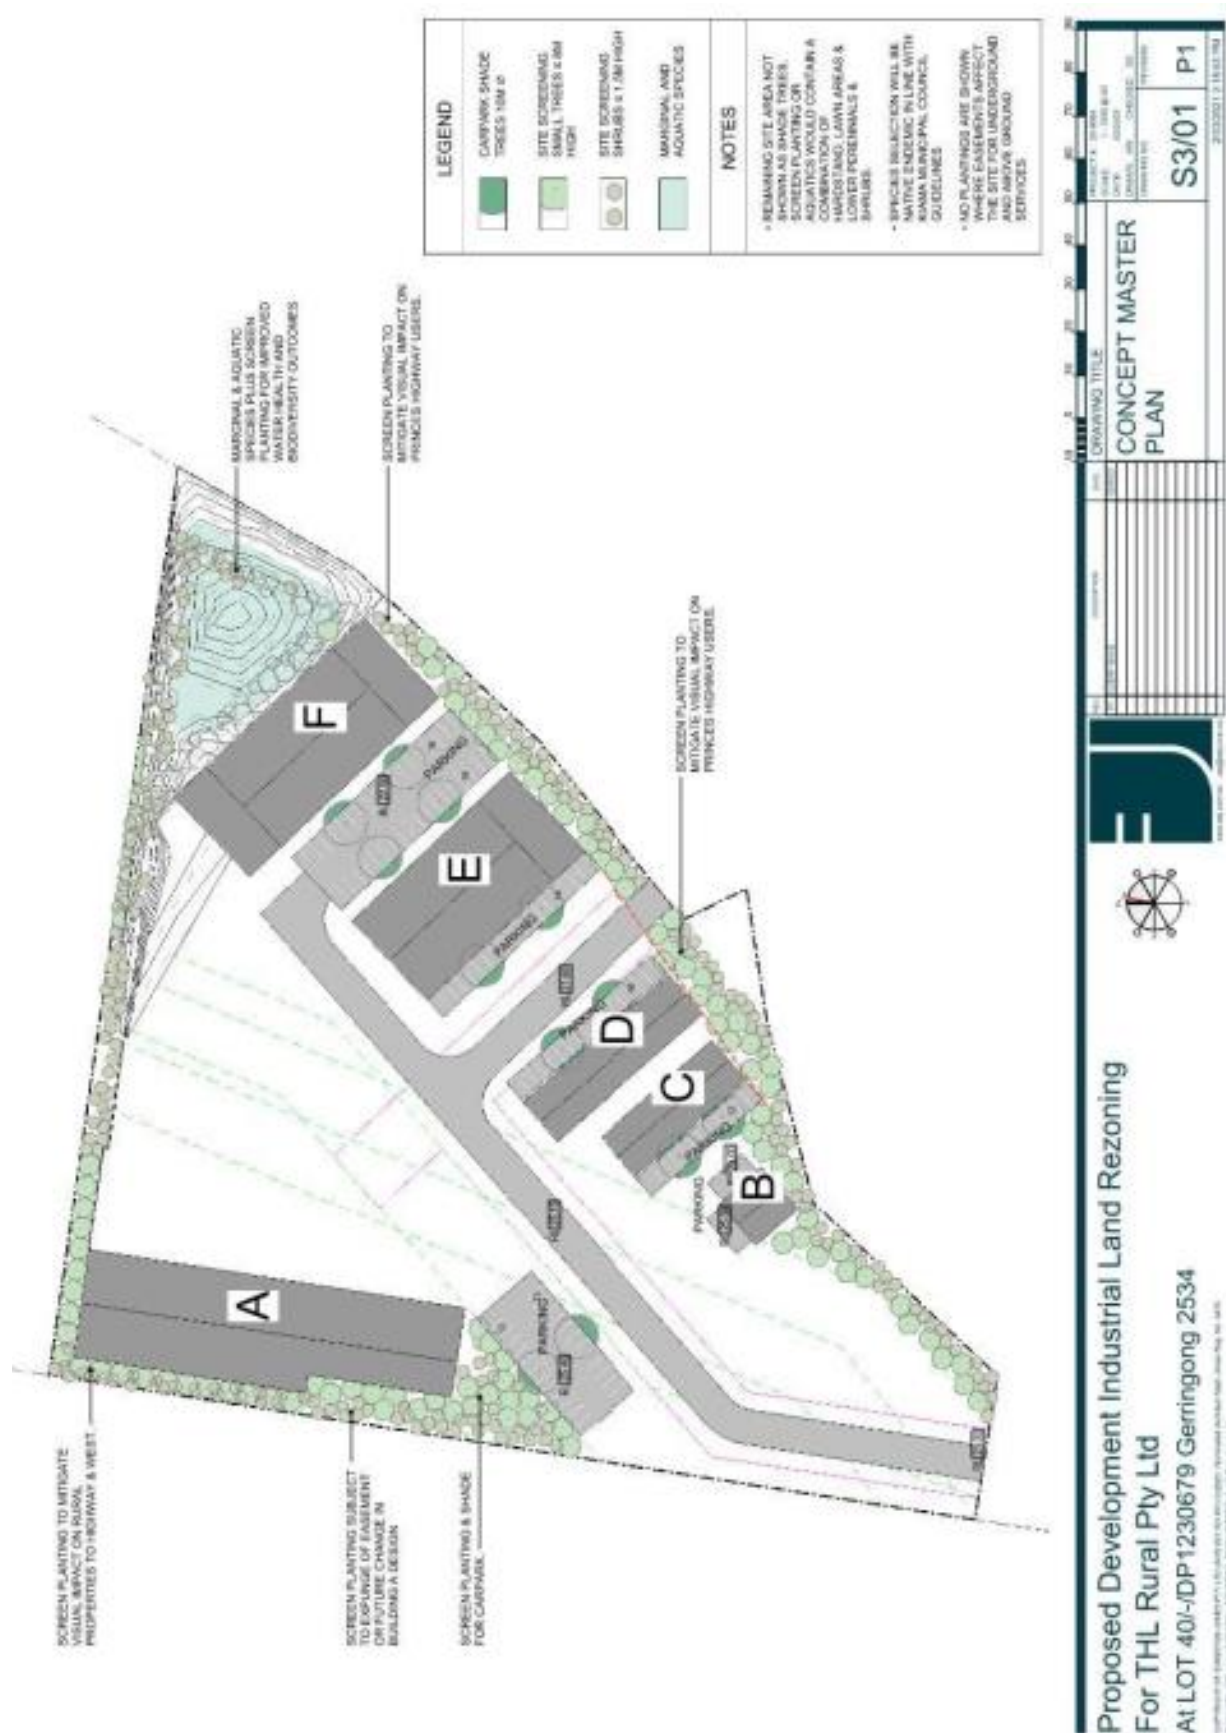 SCREEN PLANTING TO MITIGATE
VISUAL IMPACT ON RURAL
PROPERTIES TO HIGHWAY & WEST.
SCREEN PLANTING SUBJECT
TO EXPUNGE OF EASEMENT
OR FUTURE CHANGE IN
BUILDING A DESIGN
SCREEN PLANTING & SHADE
FOR CARPARK.
MARGINAL & AQUATIC
SPECIES PLUS SCREEN
PLANTING FOR IMPROVED
WATER HEALTH AND
BIODIVERSITY OUTCOMES
SCREEN PLANTING TO
MITIGATE VISUAL IMPACT ON
PRINCES HIGHWAY USERS.
SCREEN PLANTING TO
MITIGATE VISUAL IMPACT ON
PRINCES HIGHWAY USERS.
A
PARKING
B
PARKING
C
PARKING
D
PARKING
E
PARKING
F
PARKING
LEGEND
CARPARK SHADE
TREES 10M ø
SITE SCREENING
SMALL TREES ≤ 8M
HIGH
SITE SCREENING
SHRUBS ≤ 1.5M HIGH
MARGINAL AND
AQUATIC SPECIES
NOTES
• REMAINING SITE AREA NOT
SHOWN AS SHADE TREES,
SCREEN PLANTING OR
AQUATICS WOULD CONTAIN A
COMBINATION OF
HARDSTAND, LAWN AREAS &
LOWER PERENNIALS &
SHRUBS.
• SPECIES SELECTION WILL BE
NATIVE ENDEMIC IN LINE WITH
KIAMA MUNICIPAL COUNCIL
GUIDELINES
• NO PLANTINGS ARE SHOWN
WHERE EASEMENTS AFFECT
THE SITE FOR UNDERGROUND
AND ABOVE GROUND
SERVICES
Proposed Development Industrial Land Rezoning
For THL Rural Pty Ltd
At LOT 40/-/DP1230679 Gerringong 2534
DRAWING TITLE
CONCEPT MASTER
PLAN
S3/01 P1